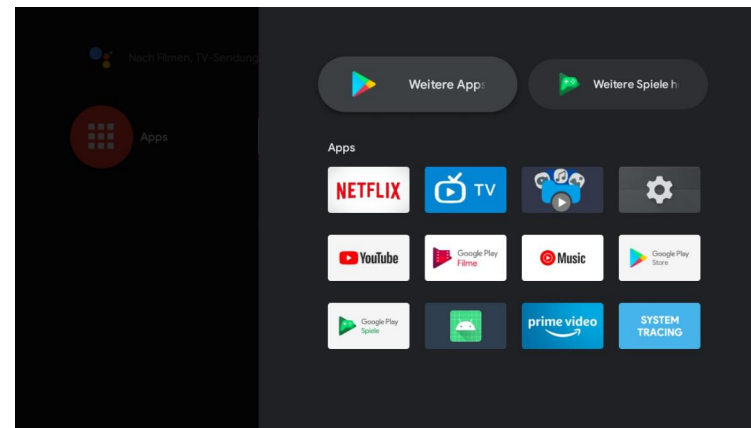 Nach Filmen, TV-Sendung
Weitere Apps
Weitere Spiele h
Apps
Apps
NETFLIX
TV
YouTube
Google Play
Filme
Music
Google Play
Store
Google Play
Spiele
prime video
SYSTEM
TRACING